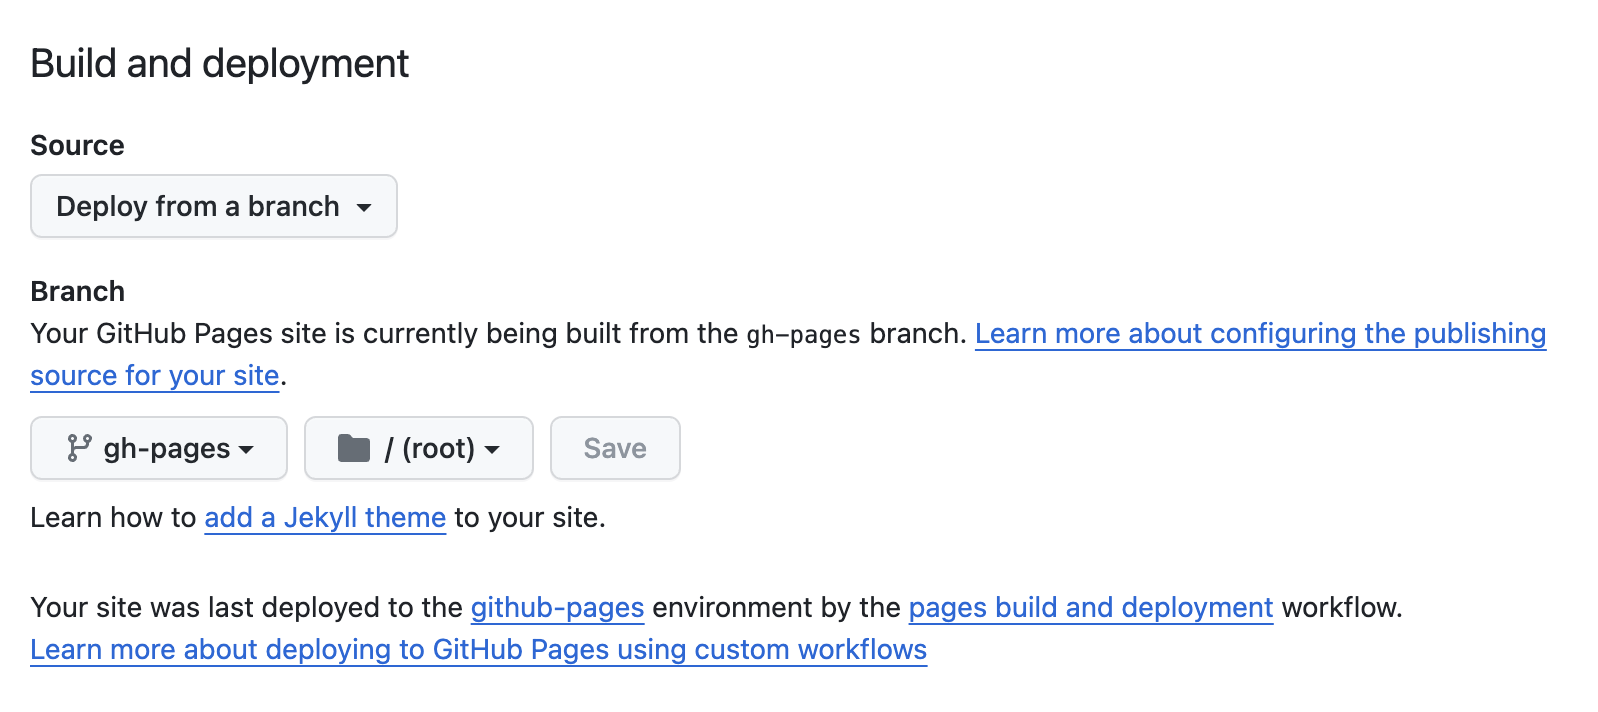 Build and deployment
Source
Deploy from a branch
Branch
Your GitHub Pages site is currently being built from the gh-pages branch. Learn more about configuring the publishing
source for your site.
gh-pages / (root) Save
Learn how to add a Jekyll theme to your site.
Your site was last deployed to the github-pages environment by the pages build and deployment workflow.
Learn more about deploying to GitHub Pages using custom workflows